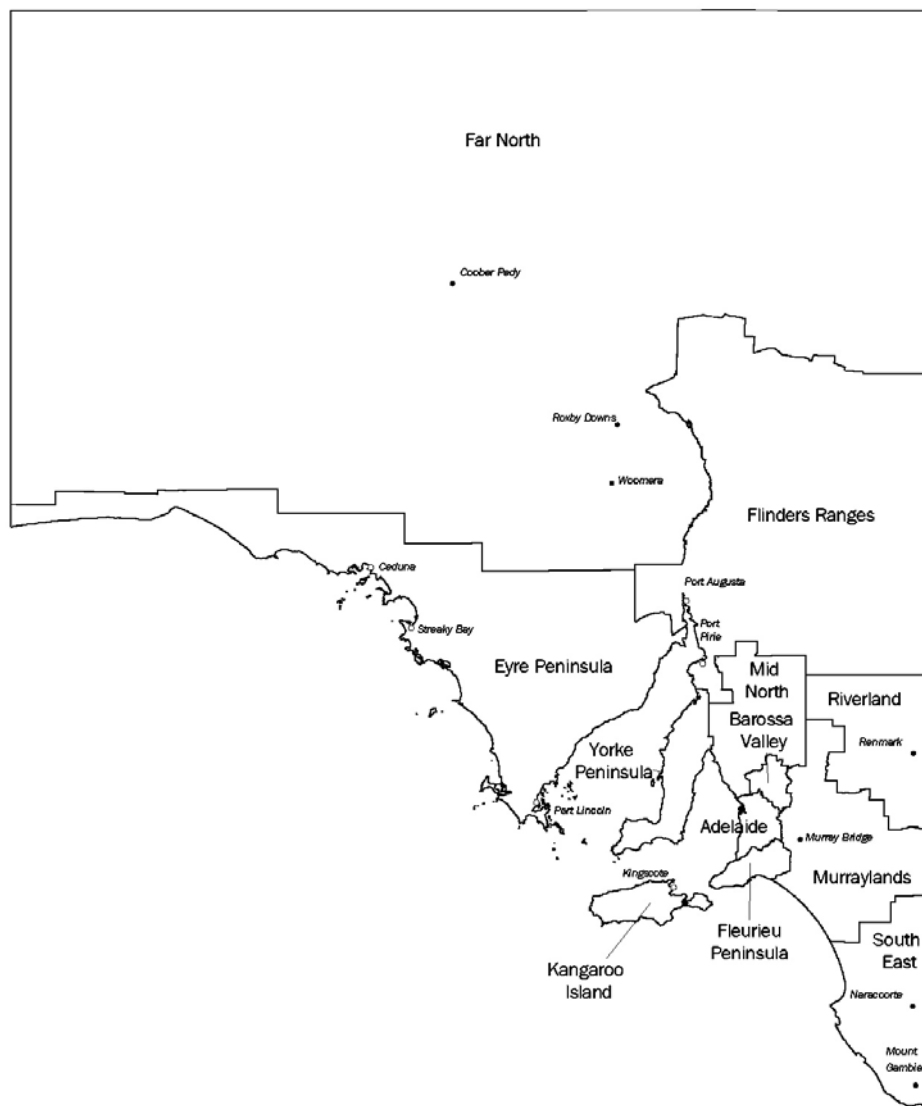 Far North
Coober Pedy
Roxby Downs
Woomera
Flinders Ranges
Ceduna
Port Augusta
Streaky Bay
Port
Pirie
Eyre Peninsula
Mid
North
Riverland
Barossa
Valley
Renmark
Yorke
Peninsula
Port Lincoln
Adelaide
Murray Bridge
Kingscote
Murraylands
Fleurieu
Peninsula
South
East
Kangaroo
Island
Naracoorte
Mount
Gambie